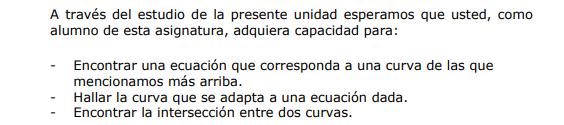 A través del estudio de la presente unidad esperamos que usted, como
alumno de esta asignatura, adquiera capacidad para:
- Encontrar una ecuación que corresponda a una curva de las que
mencionamos más arriba.
- Hallar la curva que se adapta a una ecuación dada.
- Encontrar la intersección entre dos curvas.